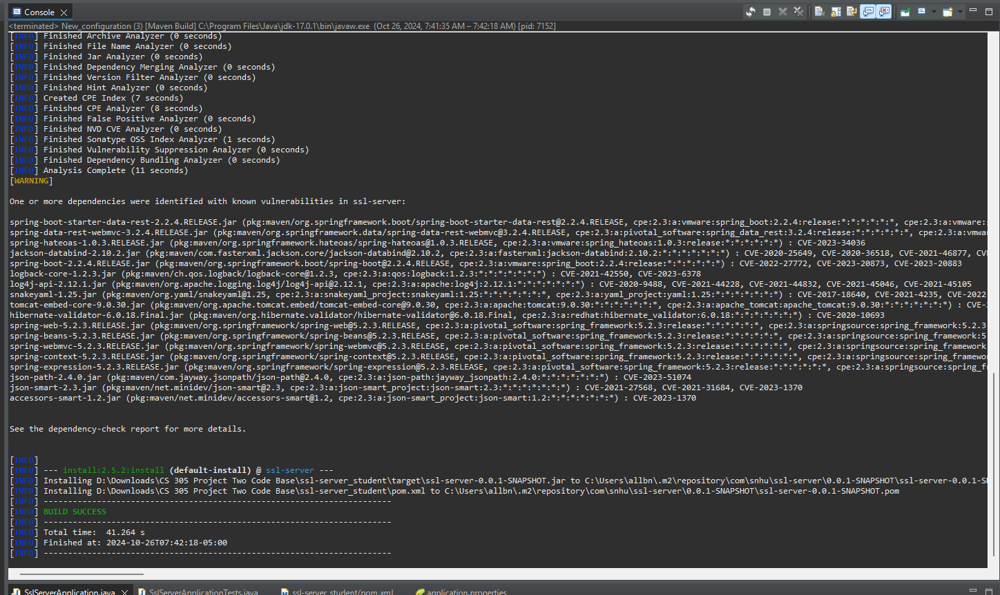 Console
<terminated> New_configuration (3) [Maven Build] C:\Program Files\Java\jdk-17.0.1\bin\javaw.exe (Oct 26, 2024, 7:41:35 AM – 7:42:18 AM) [pid: 7152]
[INFO] Finished Archive Analyzer (0 seconds)
[INFO] Finished File Name Analyzer (0 seconds)
[INFO] Finished Jar Analyzer (0 seconds)
[INFO] Finished Dependency Merging Analyzer (0 seconds)
[INFO] Finished Version Filter Analyzer (0 seconds)
[INFO] Finished Hint Analyzer (0 seconds)
[INFO] Created CPE Index (7 seconds)
[INFO] Finished CPE Analyzer (8 seconds)
[INFO] Finished False Positive Analyzer (0 seconds)
[INFO] Finished NVD CVE Analyzer (0 seconds)
[INFO] Finished Sonatype OSS Index Analyzer (1 seconds)
[INFO] Finished Vulnerability Suppression Analyzer (0 seconds)
[INFO] Finished Dependency Bundling Analyzer (0 seconds)
[INFO] Analysis Complete (11 seconds)
[WARNING]
One or more dependencies were identified with known vulnerabilities in ssl-server:
spring-boot-starter-data-rest-2.2.4.RELEASE.jar (pkg:maven/org.springframework.boot/spring-boot-starter-data-rest@2.2.4.RELEASE, cpe:2.3:a:vmware:spring_boot:2.2.4:release:*:*:*:*:*:*, cpe:2.3:a:vmware:s
spring-data-rest-webmvc-3.2.4.RELEASE.jar (pkg:maven/org.springframework.data/spring-data-rest-webmvc@3.2.4.RELEASE, cpe:2.3:a:pivotal_software:spring_data_rest:3.2.4:release:*:*:*:*:*:*, cpe:2.3:a:vmwa
spring-hateoas-1.0.3.RELEASE.jar (pkg:maven/org.springframework.hateoas/spring-hateoas@1.0.3.RELEASE, cpe:2.3:a:vmware:spring_hateoas:1.0.3:release:*:*:*:*:*:*) : CVE-2023-34036
jackson-databind-2.10.2.jar (pkg:maven/com.fasterxml.jackson.core/jackson-databind@2.10.2, cpe:2.3:a:fasterxml:jackson-databind:2.10.2:*:*:*:*:*:*:*) : CVE-2020-25649, CVE-2020-36518, CVE-2021-46877, CV
spring-boot-2.2.4.RELEASE.jar (pkg:maven/org.springframework.boot/spring-boot@2.2.4.RELEASE, cpe:2.3:a:vmware:spring_boot:2.2.4:release:*:*:*:*:*:*) : CVE-2022-27772, CVE-2023-20873, CVE-2023-20883
logback-core-1.2.3.jar (pkg:maven/ch.qos.logback/logback-core@1.2.3, cpe:2.3:a:qos:logback:1.2.3:*:*:*:*:*:*:*) : CVE-2021-42550, CVE-2023-6378
log4j-api-2.12.1.jar (pkg:maven/org.apache.logging.log4j/log4j-api@2.12.1, cpe:2.3:a:apache:log4j:2.12.1:*:*:*:*:*:*:*) : CVE-2020-9488, CVE-2021-44228, CVE-2021-44832, CVE-2021-45046, CVE-2021-45105
snakeyaml-1.25.jar (pkg:maven/org.yaml/snakeyaml@1.25, cpe:2.3:a:snakeyaml_project:snakeyaml:1.25:*:*:*:*:*:*:*, cpe:2.3:a:yaml_project:yaml:1.25:*:*:*:*:*:*:*) : CVE-2017-18640, CVE-2021-4235, CVE-2022
tomcat-embed-core-9.0.30.jar (pkg:maven/org.apache.tomcat.embed/tomcat-embed-core@9.0.30, cpe:2.3:a:apache:tomcat:9.0.30:*:*:*:*:*:*:*, cpe:2.3:a:apache_tomcat:apache_tomcat:9.0.30:*:*:*:*:*:*:*) : CVE-
hibernate-validator-6.0.18.Final.jar (pkg:maven/org.hibernate.validator/hibernate-validator@6.0.18.Final, cpe:2.3:a:redhat:hibernate_validator:6.0.18:*:*:*:*:*:*:*) : CVE-2020-10693
spring-web-5.2.3.RELEASE.jar (pkg:maven/org.springframework/spring-web@5.2.3.RELEASE, cpe:2.3:a:pivotal_software:spring_framework:5.2.3:release:*:*:*:*:*:*, cpe:2.3:a:springsource:spring_framework:5.2.3
spring-beans-5.2.3.RELEASE.jar (pkg:maven/org.springframework/spring-beans@5.2.3.RELEASE, cpe:2.3:a:pivotal_software:spring_framework:5.2.3:release:*:*:*:*:*:*, cpe:2.3:a:springsource:spring_framework:5
spring-webmvc-5.2.3.RELEASE.jar (pkg:maven/org.springframework/spring-webmvc@5.2.3.RELEASE, cpe:2.3:a:pivotal_software:spring_framework:5.2.3:release:*:*:*:*:*:*, cpe:2.3:a:springsource:spring_framework
spring-context-5.2.3.RELEASE.jar (pkg:maven/org.springframework/spring-context@5.2.3.RELEASE, cpe:2.3:a:pivotal_software:spring_framework:5.2.3:release:*:*:*:*:*:*, cpe:2.3:a:springsource:spring_framewo
spring-expression-5.2.3.RELEASE.jar (pkg:maven/org.springframework/spring-expression@5.2.3.RELEASE, cpe:2.3:a:pivotal_software:spring_framework:5.2.3:release:*:*:*:*:*:*, cpe:2.3:a:springsource:spring_f
json-path-2.4.0.jar (pkg:maven/com.jayway.jsonpath/json-path@2.4.0, cpe:2.3:a:json-path:jayway_jsonpath:2.4.0:*:*:*:*:*:*:*) : CVE-2023-51074
json-smart-2.3.jar (pkg:maven/net.minidev/json-smart@2.3, cpe:2.3:a:json-smart_project:json-smart:2.3:*:*:*:*:*:*:*) : CVE-2021-27568, CVE-2021-31684, CVE-2023-1370
accessors-smart-1.2.jar (pkg:maven/net.minidev/accessors-smart@1.2, cpe:2.3:a:json-smart_project:json-smart:1.2:*:*:*:*:*:*:*) : CVE-2023-1370
See the dependency-check report for more details.
[INFO]
[INFO] --- install:2.5.2:install (default-install) @ ssl-server ---
[INFO] Installing D:\Downloads\CS 305 Project Two Code Base\ssl-server_student\target\ssl-server-0.0.1-SNAPSHOT.jar to C:\Users\allbn\.m2\repository\com\snhu\ssl-server\0.0.1-SNAPSHOT\ssl-server-0.0.1-S
[INFO] Installing D:\Downloads\CS 305 Project Two Code Base\ssl-server_student\pom.xml to C:\Users\allbn\.m2\repository\com\snhu\ssl-server\0.0.1-SNAPSHOT\ssl-server-0.0.1-SNAPSHOT.pom
[INFO] ------------------------------------------------------------------------
[INFO] BUILD SUCCESS
[INFO] ------------------------------------------------------------------------
[INFO] Total time:  41.264 s
[INFO] Finished at: 2024-10-26T07:42:18-05:00
[INFO] ------------------------------------------------------------------------
SslServerApplication.java
SslServerApplicationTests.java
ssl-server_student/pom.xml
application.properties